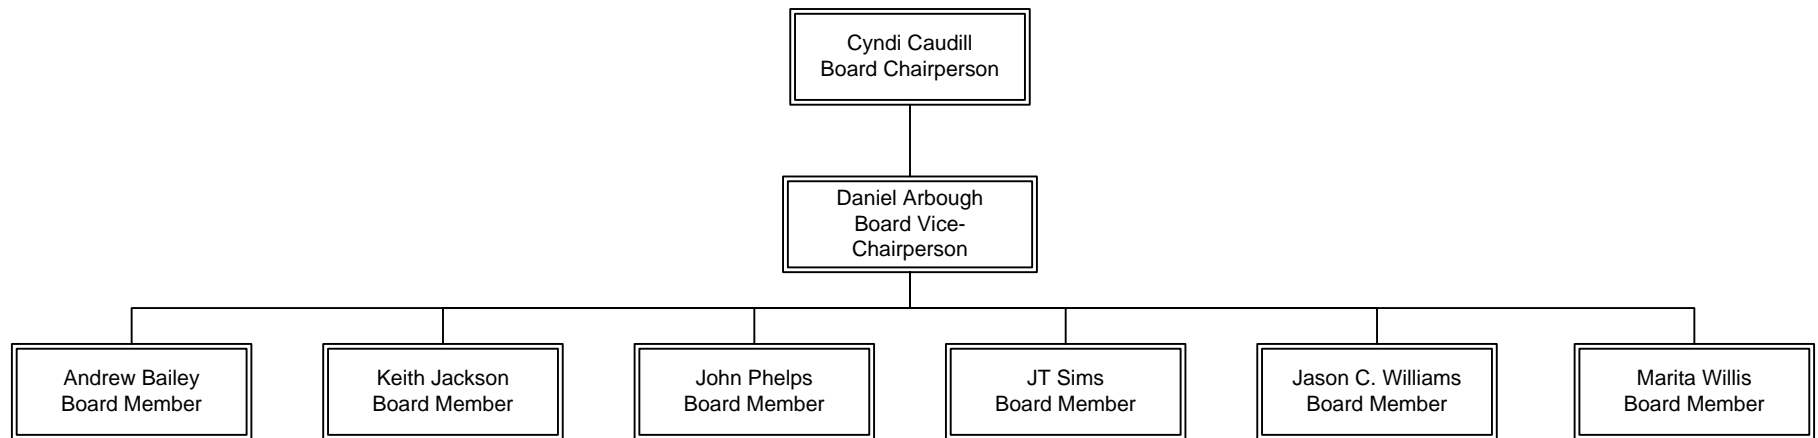 Cyndi Caudill
Board Chairperson
Daniel Arbough
Board Vice-
Chairperson
Andrew Bailey
Board Member
Keith Jackson
Board Member
John Phelps
Board Member
JT Sims
Board Member
Jason C. Williams
Board Member
Marita Willis
Board Member